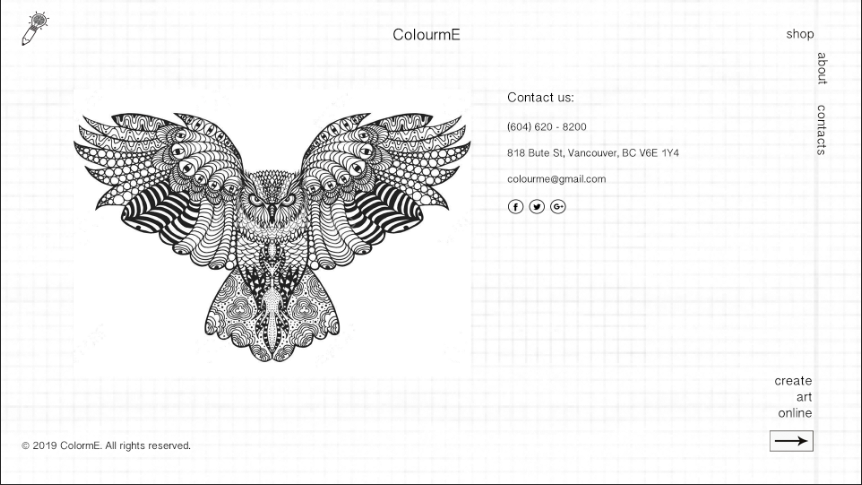 ColourmE
shop
about
contacts
Contact us:
(604) 620 - 8200
818 Bute St, Vancouver, BC V6E 1Y4
colourme@gmail.com
f
G+
create
art
online
© 2019 ColormE. All rights reserved.